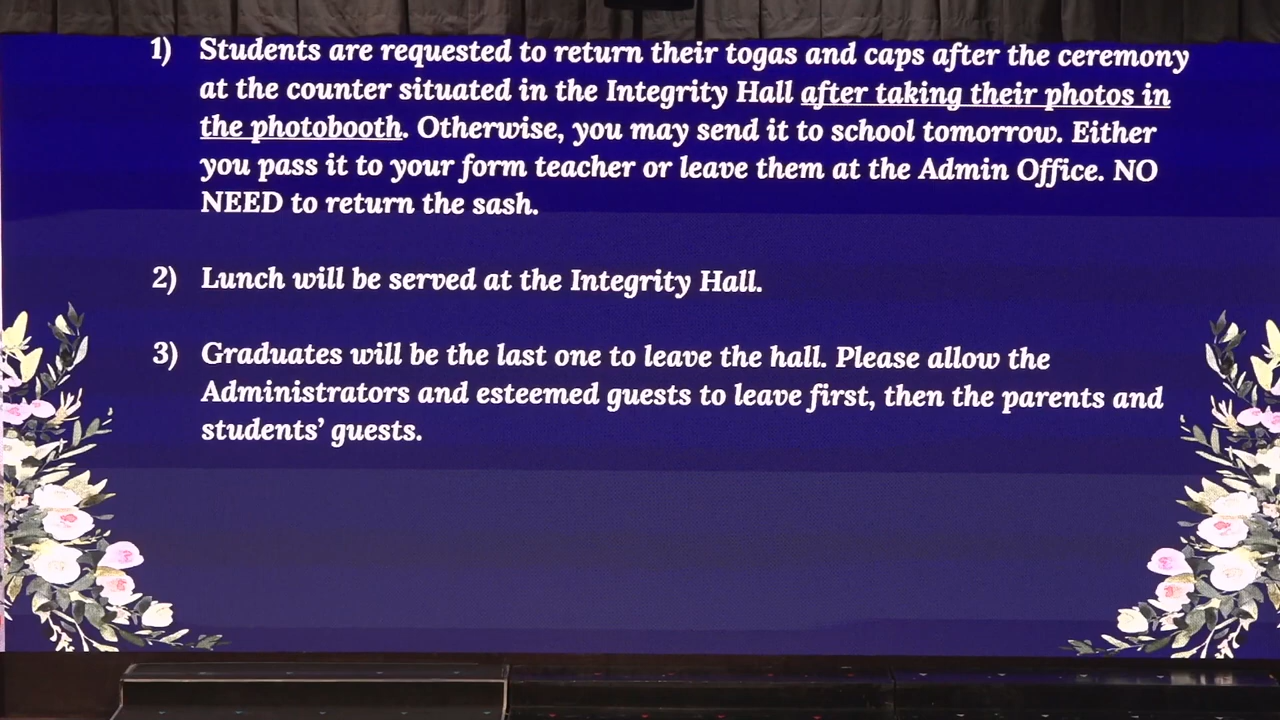 1) Students are requested to return their togas and caps after the ceremony
at the counter situated in the Integrity Hall after taking their photos in
the photobooth. Otherwise, you may send it to school tomorrow. Either
you pass it to your form teacher or leave them at the Admin Office. NO
NEED to return the sash.
2) Lunch will be served at the Integrity Hall.
3) Graduates will be the last one to leave the hall. Please allow the
Administrators and esteemed guests to leave first, then the parents and
students’ guests.